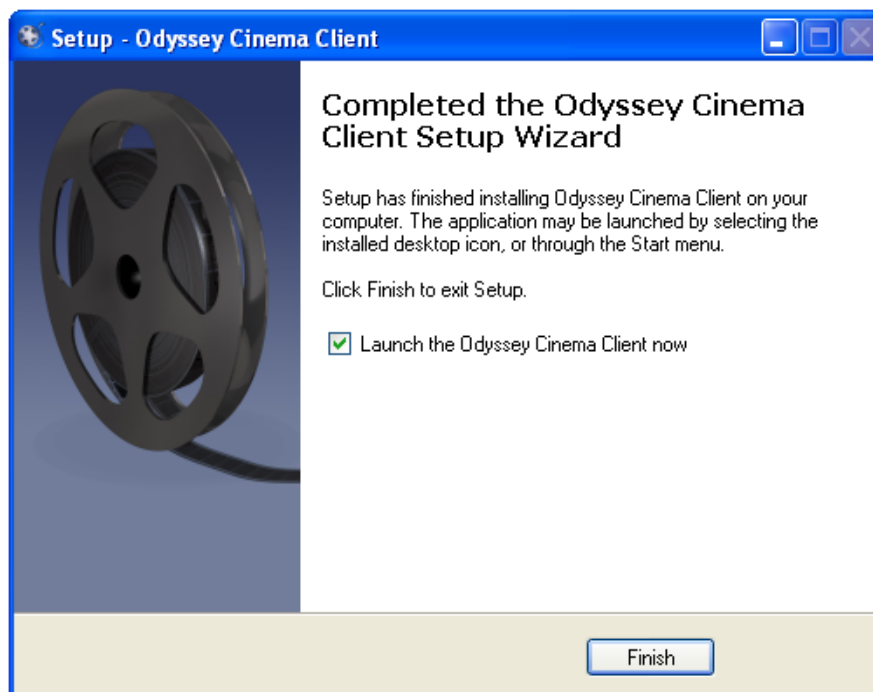 Setup - Odyssey Cinema Client
Completed the Odyssey Cinema
Client Setup Wizard
Setup has finished installing Odyssey Cinema Client on your
computer. The application may be launched by selecting the
installed desktop icon, or through the Start menu.
Click Finish to exit Setup.
Launch the Odyssey Cinema Client now
Finish